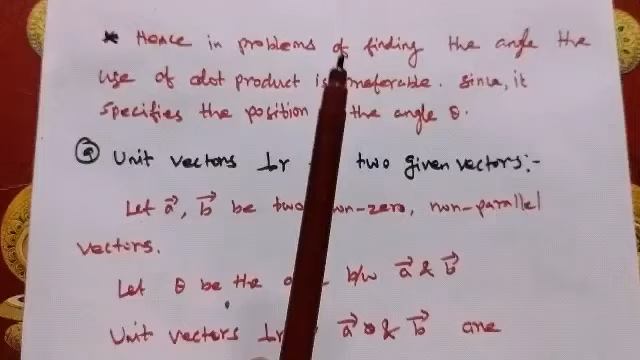 * Hence in problems of finding the angle the
use of dot product is preferable. Since, it
specifies the position the angle θ.
⑨ Unit vectors ⊥r two given vectors:-
Let a⃗, b⃗ be two non-zero, non-parallel
vectors.
Let θ be the b/w a⃗ & b⃗
Unit vectors ⊥r a⃗ & b⃗ are